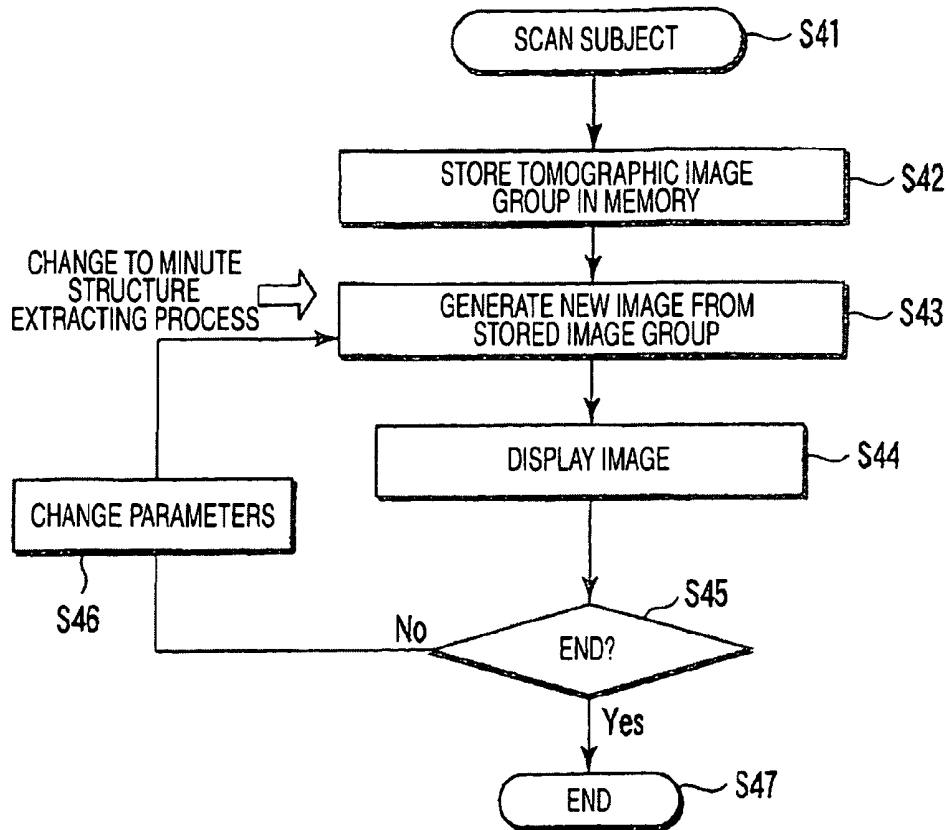 SCAN SUBJECT
S41
STORE TOMOGRAPHIC IMAGE
GROUP IN MEMORY
S42
CHANGE TO MINUTE
STRUCTURE
EXTRACTING PROCESS
GENERATE NEW IMAGE FROM
STORED IMAGE GROUP
S43
DISPLAY IMAGE
S44
CHANGE PARAMETERS
S46
S45
No
END?
Yes
END
S47